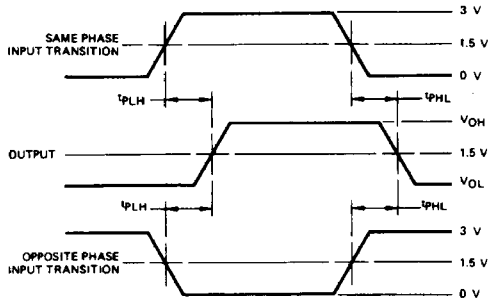 3 V
SAME PHASE
INPUT TRANSITION
1.5 V
0 V
tPLH
tPHL
VOH
OUTPUT
1.5 V
VOL
tPLH
tPHL
3 V
OPPOSITE PHASE
INPUT TRANSITION
1.5 V
0 V